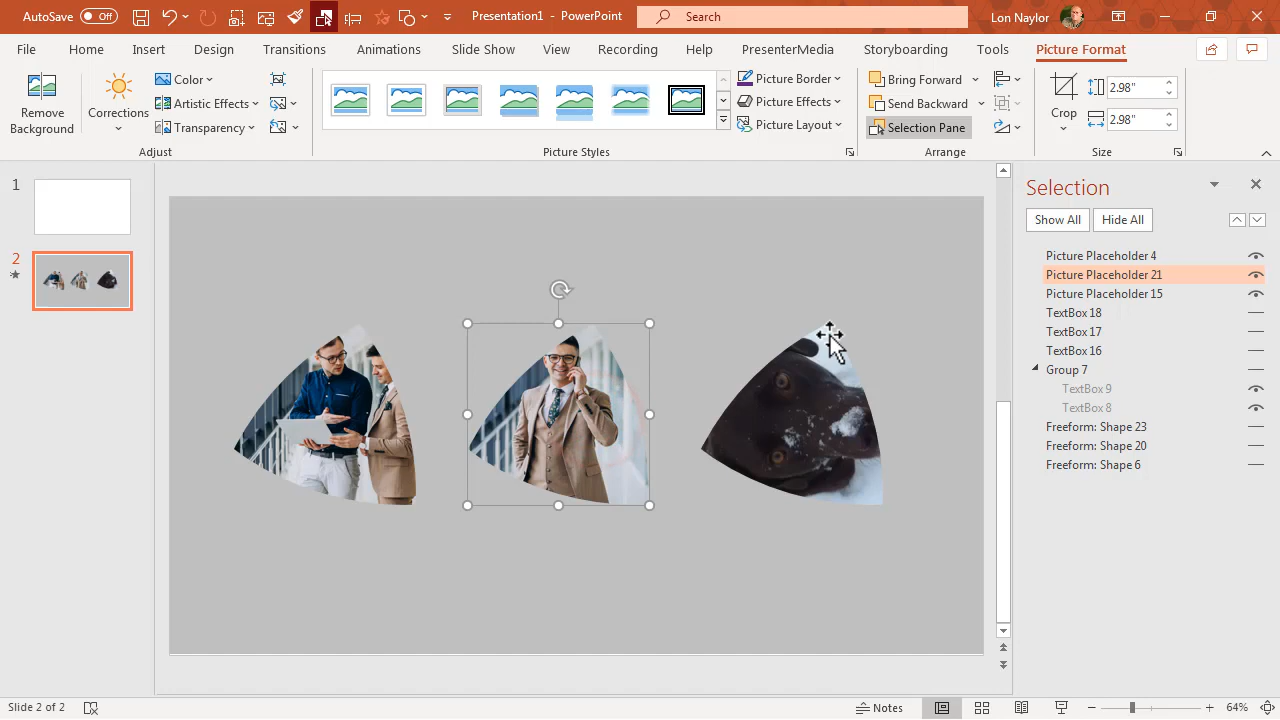 AutoSave Off Presentation1 - PowerPoint Search Lon Naylor
File Home Insert Design Transitions Animations Slide Show View Recording Help PresenterMedia Storyboarding Tools Picture Format
Remove Background
Corrections
Color
Artistic Effects
Transparency
Adjust
Picture Styles
Picture Border
Picture Effects
Picture Layout
Bring Forward
Send Backward
Selection Pane
Arrange
Crop
2.98"
2.98"
Size
1
2
Selection
Show All Hide All
Picture Placeholder 4
Picture Placeholder 21
Picture Placeholder 15
TextBox 18
TextBox 17
TextBox 16
Group 7
TextBox 9
TextBox 8
Freeform: Shape 23
Freeform: Shape 20
Freeform: Shape 6
Slide 2 of 2 Notes 64%